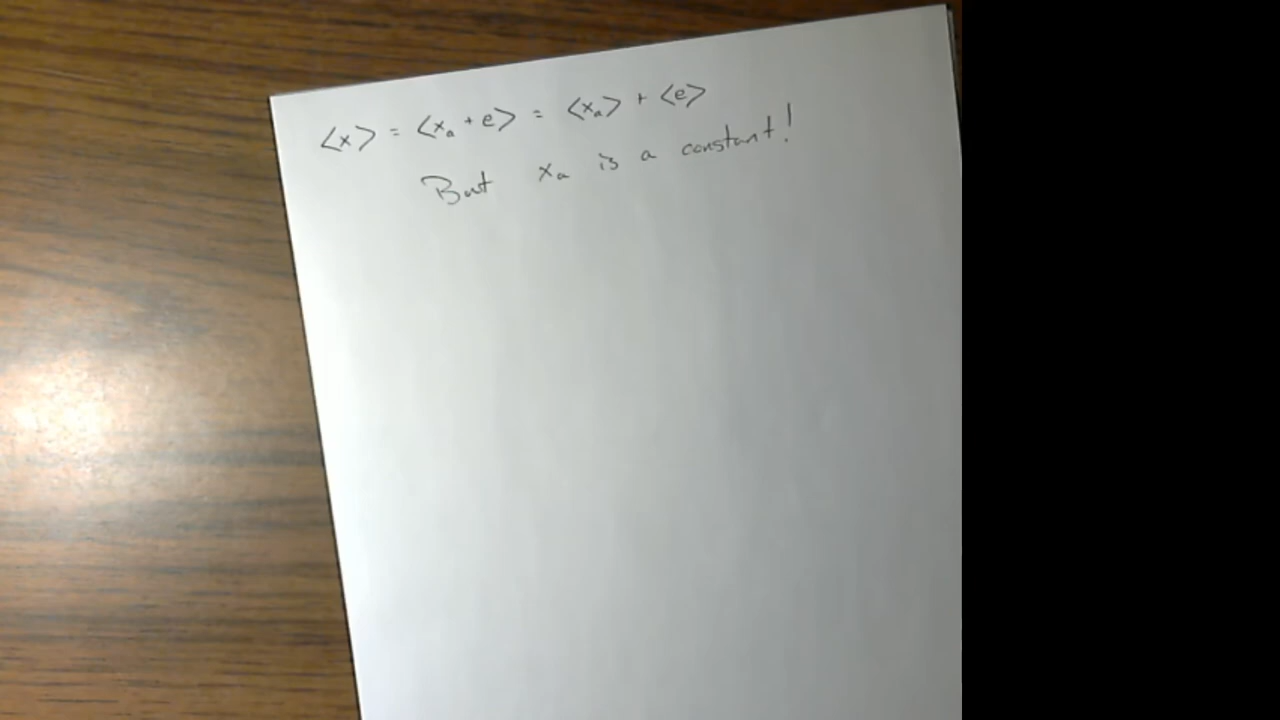 <x> = <xₐ + e> = <xₐ> + <e>
But xₐ is a constant!